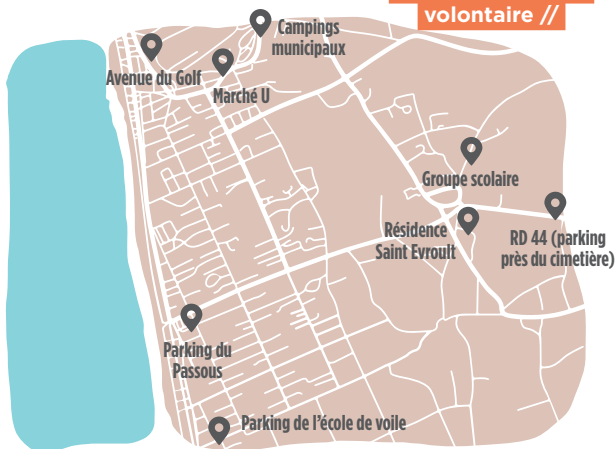 volontaire //
Campings
municipaux
Avenue du Golf
Marché U
Groupe scolaire
Résidence
Saint Evroult
RD 44 (parking
près du cimetière)
Parking du
Passous
Parking de l'école de voile